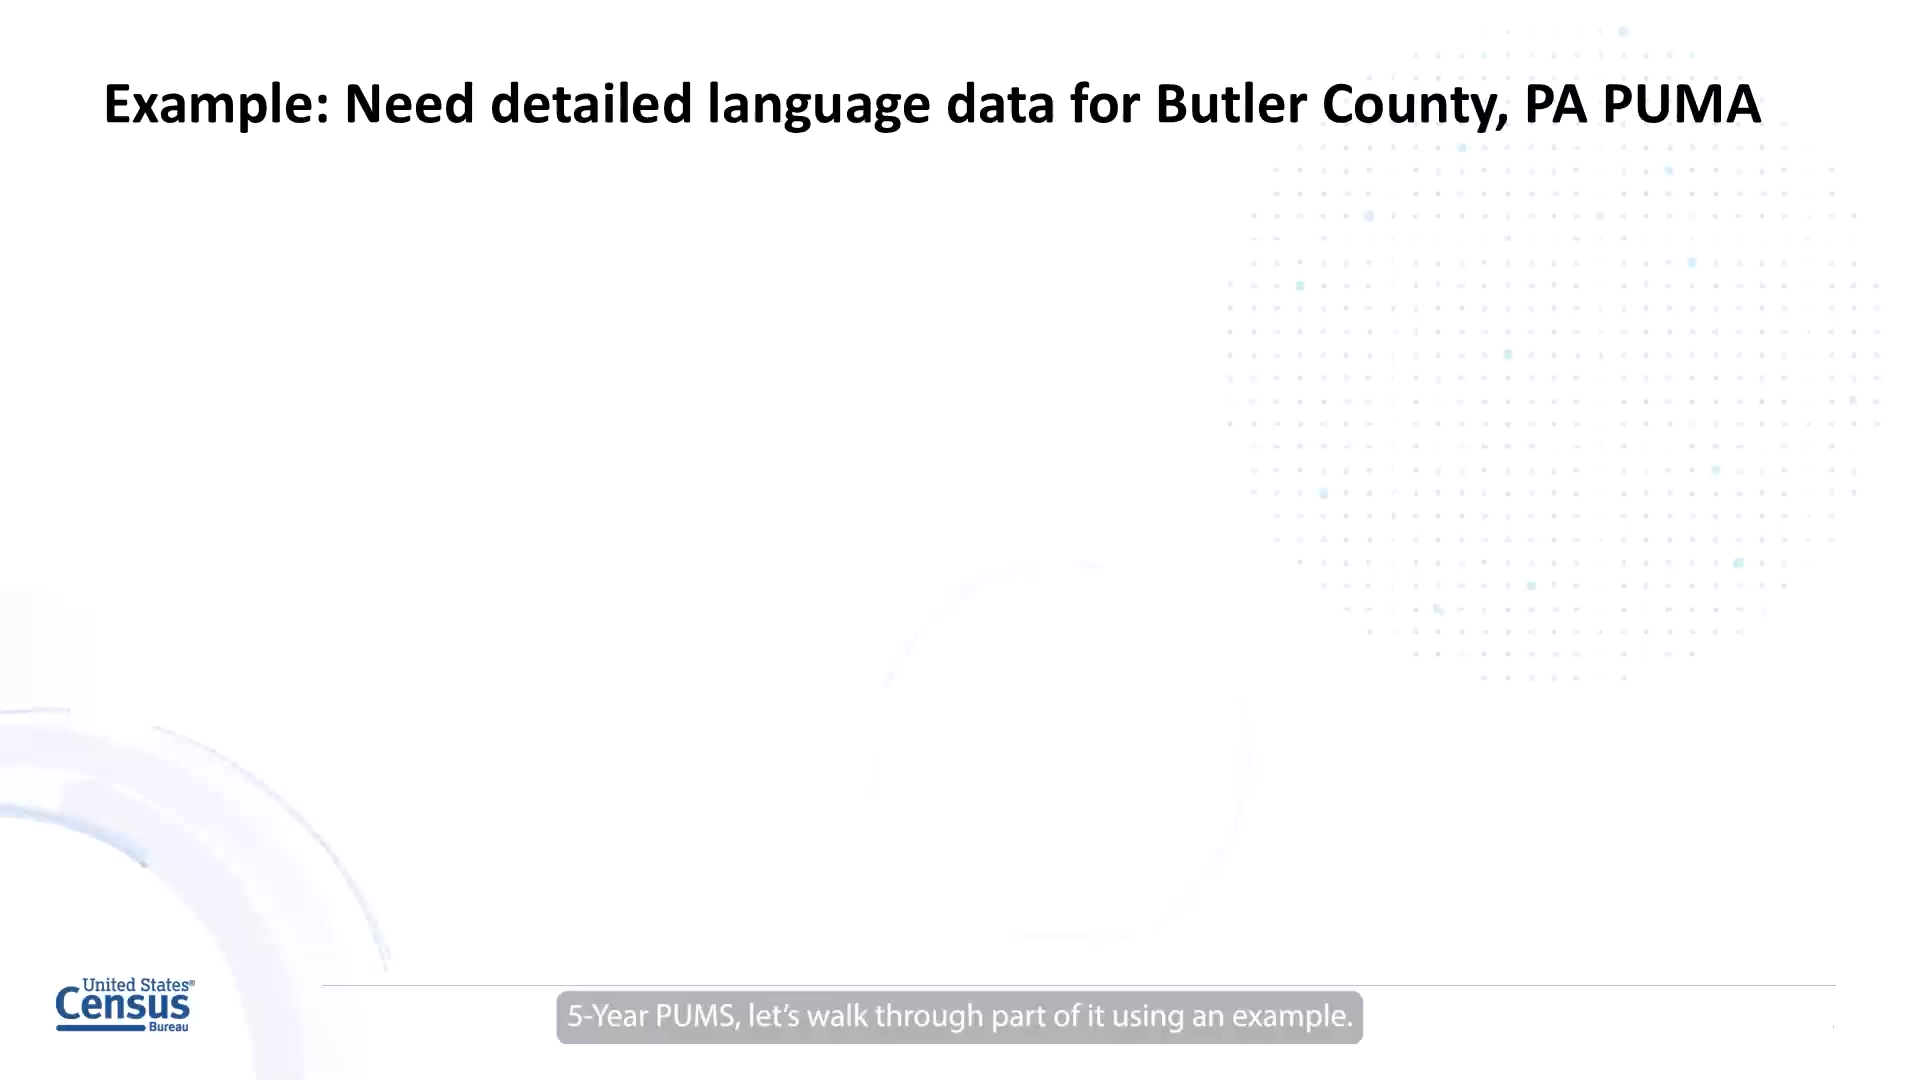 Example: Need detailed language data for Butler County, PA PUMA
United States®
Census
Bureau
5-Year PUMS, let’s walk through part of it using an example.